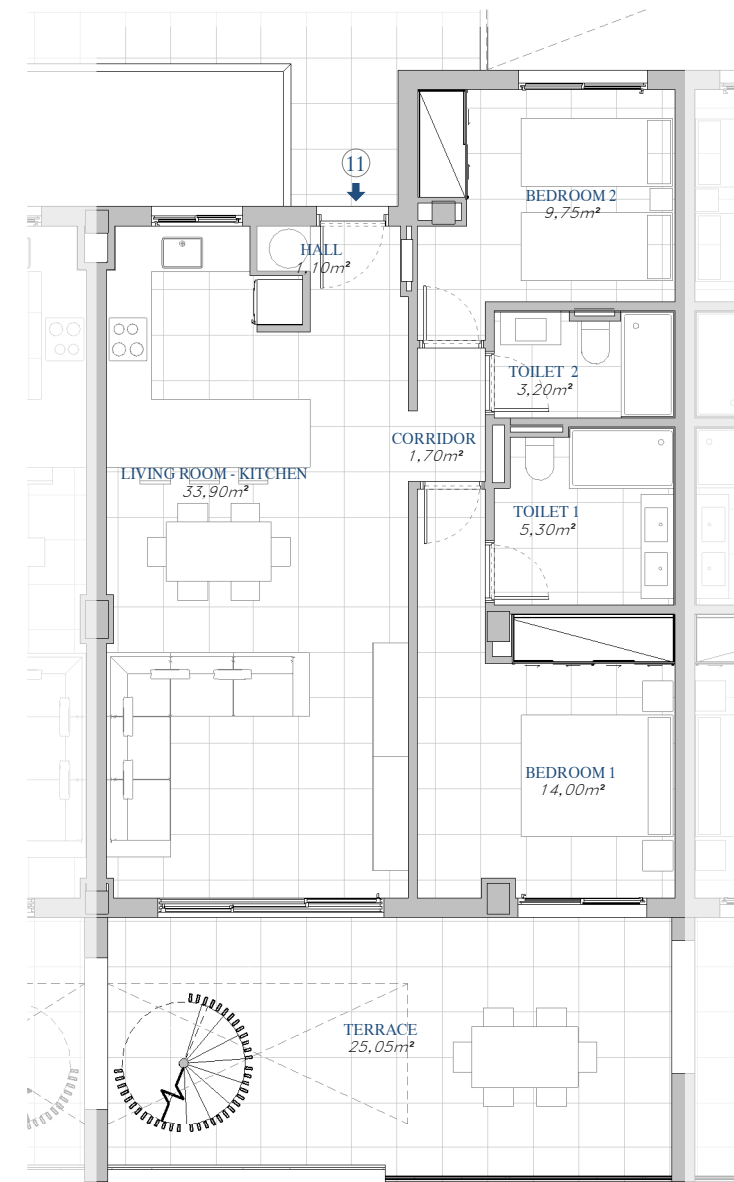 11
BEDROOM 2
9,75m²
HALL
1,10m²
TOILET 2
3,20m²
CORRIDOR
1,70m²
LIVING ROOM - KITCHEN
33,90m²
TOILET 1
5,30m²
BEDROOM 1
14,00m²
TERRACE
25,05m²